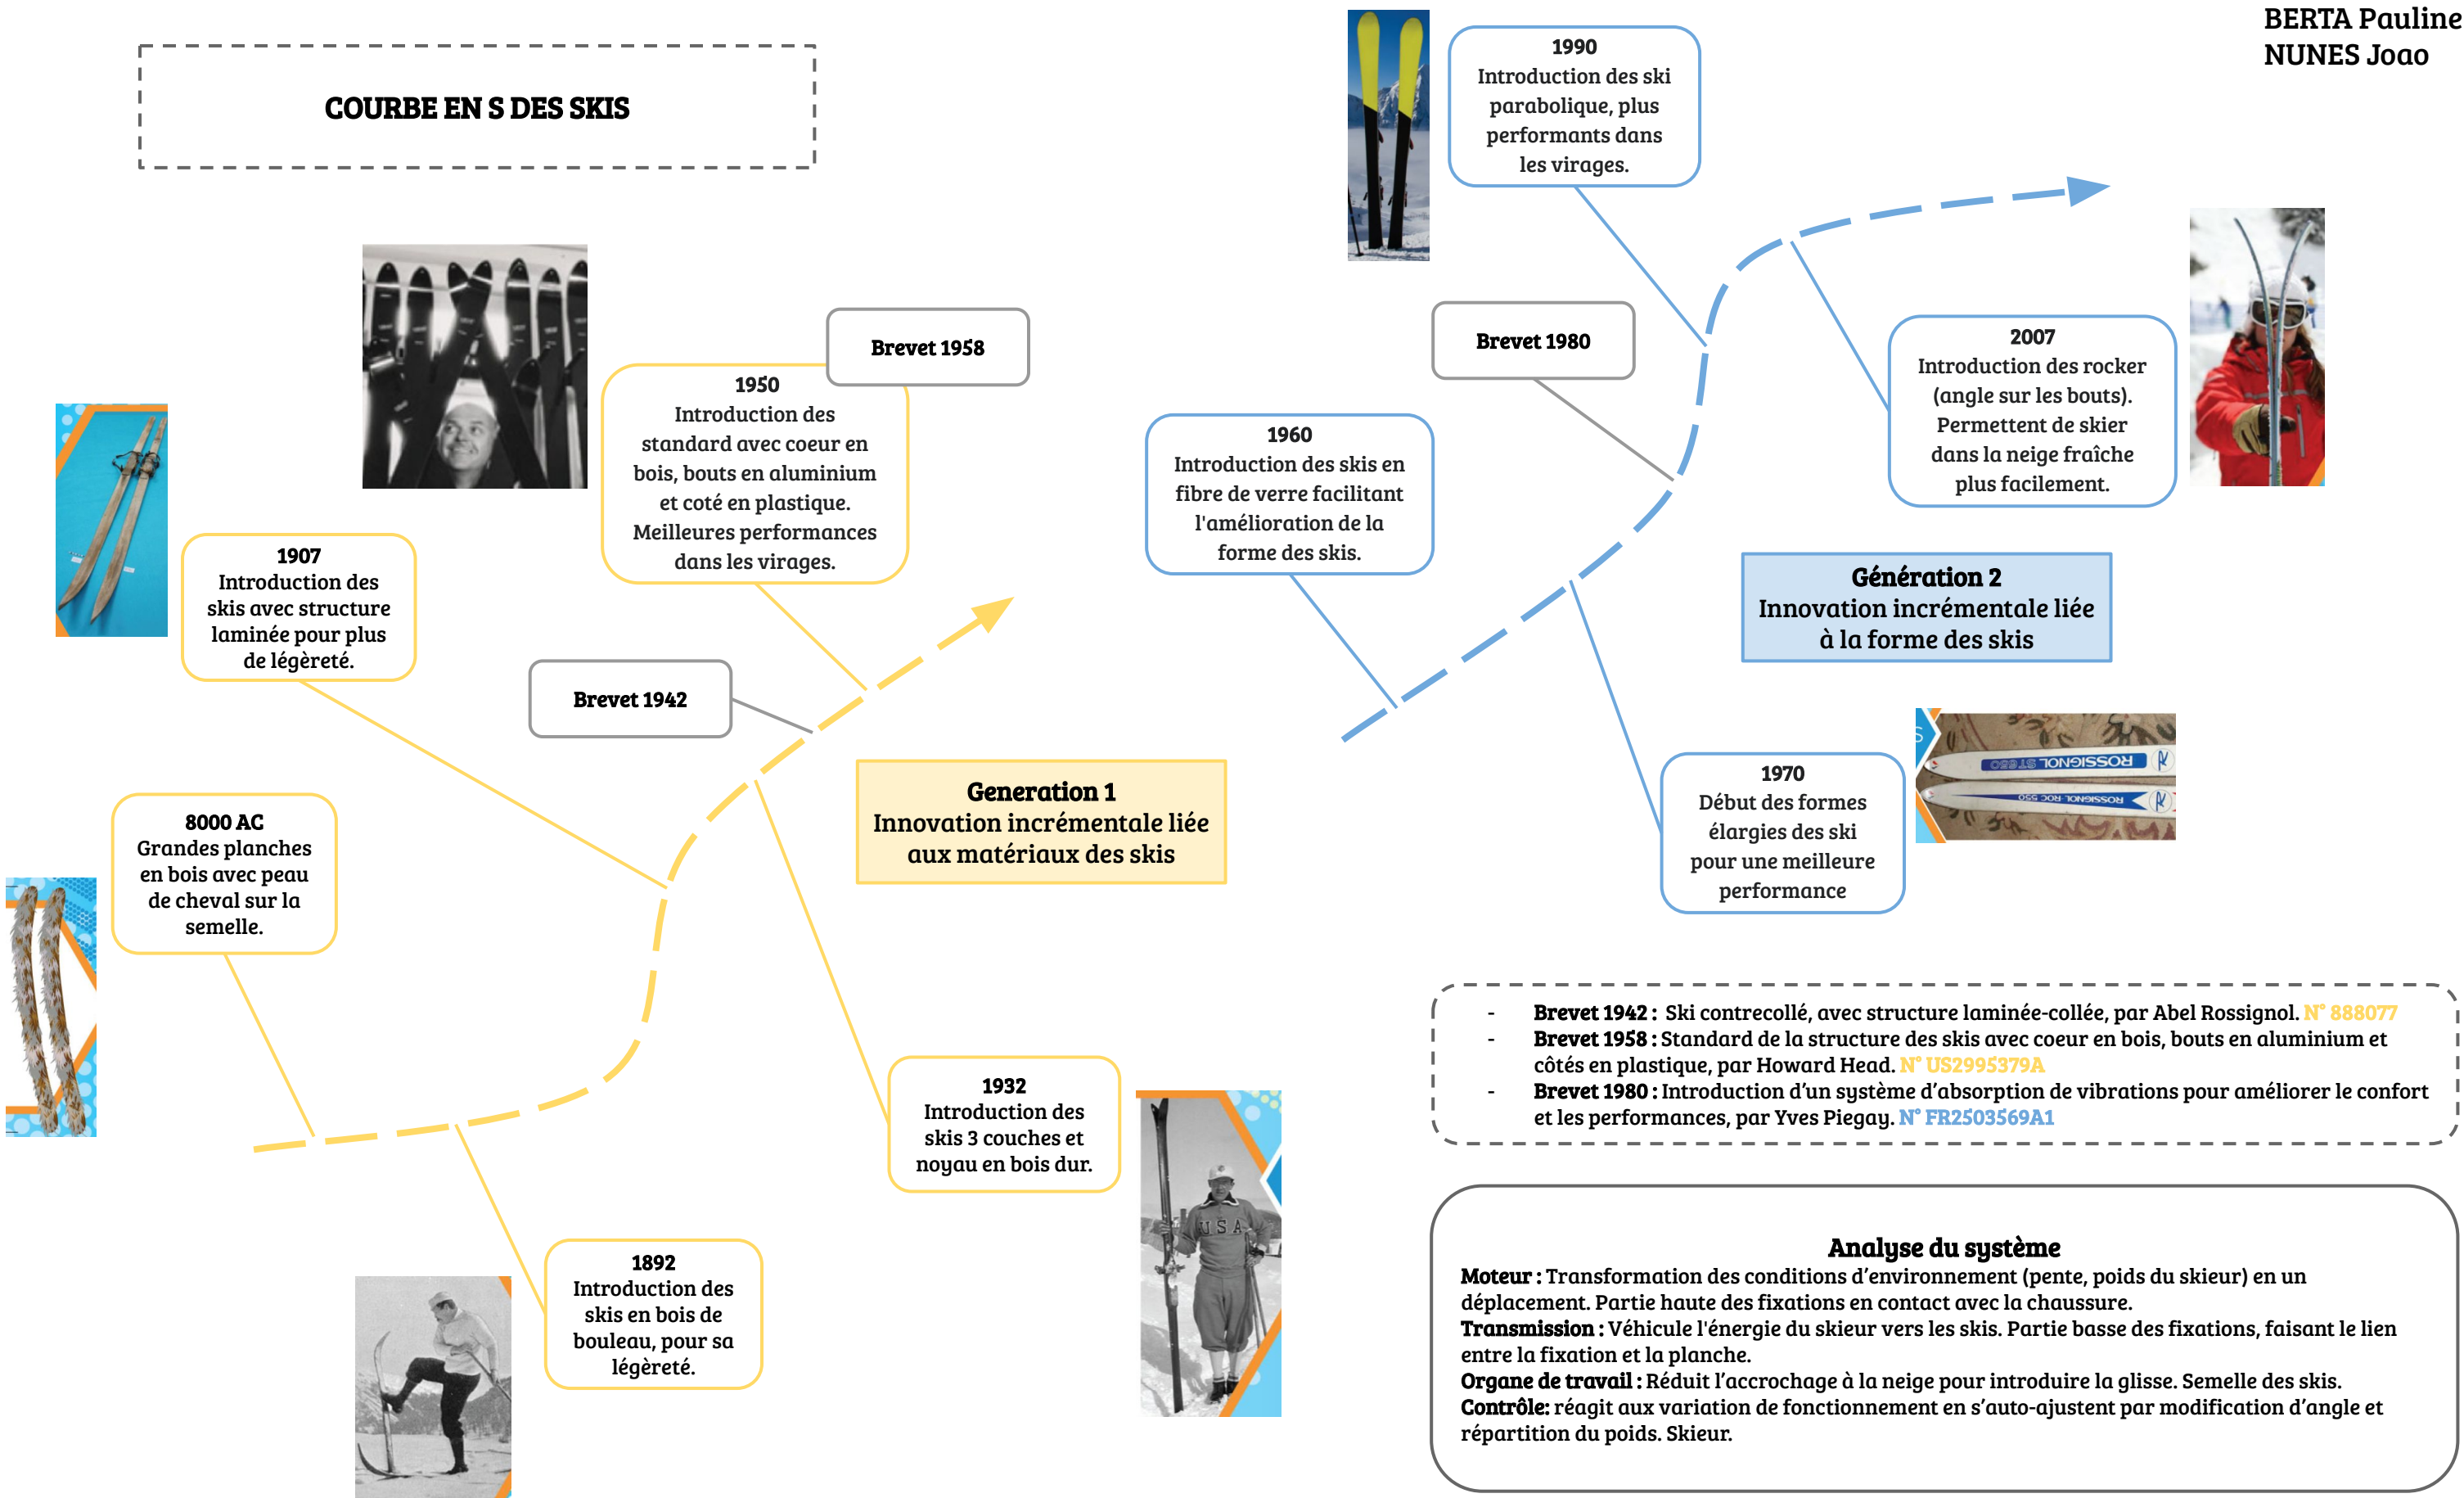 BERTA Pauline
NUNES Joao
COURBE EN S DES SKIS
1990
Introduction des ski
parabolique, plus
performants dans
les virages.
Brevet 1958
Brevet 1980
1950
Introduction des
standard avec coeur en
bois, bouts en aluminium
et coté en plastique.
Meilleures performances
dans les virages.
2007
Introduction des rocker
(angle sur les bouts).
Permettent de skier
dans la neige fraîche
plus facilement.
1960
Introduction des skis en
fibre de verre facilitant
l'amélioration de la
forme des skis.
1907
Introduction des
skis avec structure
laminée pour plus
de légèreté.
Génération 2
Innovation incrémentale liée
à la forme des skis
Brevet 1942
Generation 1
Innovation incrémentale liée
aux matériaux des skis
1970
Début des formes
élargies des ski
pour une meilleure
performance
S
ROSSIGNOL ST650
ROSSIGNOL-ROC 550
8000 AC
Grandes planches
en bois avec peau
de cheval sur la
semelle.
1932
Introduction des
skis 3 couches et
noyau en bois dur.
USA
1892
Introduction des
skis en bois de
bouleau, pour sa
légèreté.
- Brevet 1942 : Ski contrecollé, avec structure laminée-collée, par Abel Rossignol. N° 888077
- Brevet 1958 : Standard de la structure des skis avec coeur en bois, bouts en aluminium et
côtés en plastique, par Howard Head. N° US2995379A
- Brevet 1980 : Introduction d’un système d’absorption de vibrations pour améliorer le confort
et les performances, par Yves Piegay. N° FR2503569A1
Analyse du système
Moteur : Transformation des conditions d’environnement (pente, poids du skieur) en un
déplacement. Partie haute des fixations en contact avec la chaussure.
Transmission : Véhicule l'énergie du skieur vers les skis. Partie basse des fixations, faisant le lien
entre la fixation et la planche.
Organe de travail : Réduit l’accrochage à la neige pour introduire la glisse. Semelle des skis.
Contrôle: réagit aux variation de fonctionnement en s’auto-ajustent par modification d’angle et
répartition du poids. Skieur.